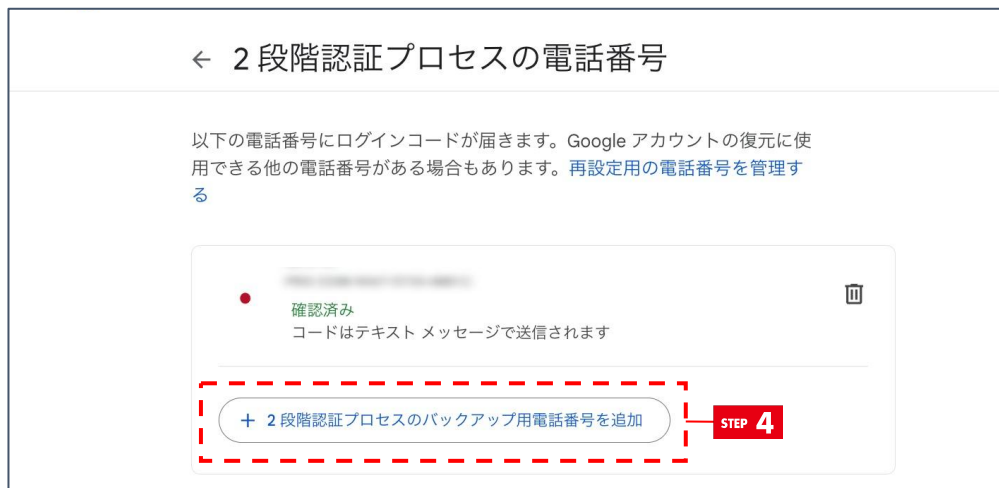 ← 2 段階認証プロセスの電話番号
以下の電話番号にログインコードが届きます。Google アカウントの復元に使
用できる他の電話番号がある場合もあります。再設定用の電話番号を管理す
る
確認済み
コードはテキスト メッセージで送信されます
+ 2 段階認証プロセスのバックアップ用電話番号を追加
STEP 4